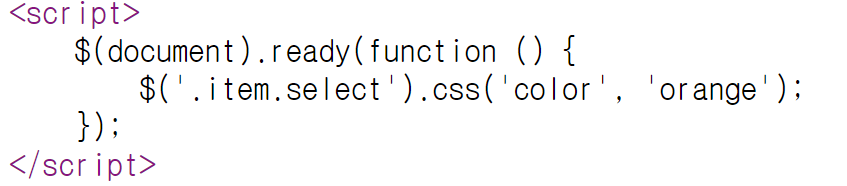 <script>
$(document).ready(function () {
$('.item.select').css('color', 'orange');
});
</script>